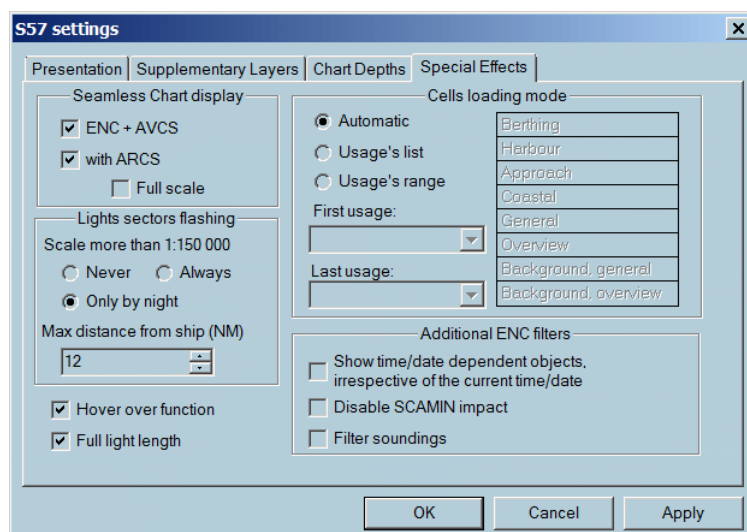 S57 settings
Presentation
Supplementary Layers
Chart Depths
Special Effects
Seamless Chart display
ENC + AVCS
with ARCS
Full scale
Lights sectors flashing
Scale more than 1:150 000
Never
Always
Only by night
Max distance from ship (NM)
12
Hover over function
Full light length
Cells loading mode
Automatic
Usage's list
Usage's range
First usage:
Last usage:
Berthing
Harbour
Approach
Coastal
General
Overview
Background, general
Background, overview
Additional ENC filters
Show time/date dependent objects,
irrespective of the current time/date
Disable SCAMIN impact
Filter soundings
OK
Cancel
Apply